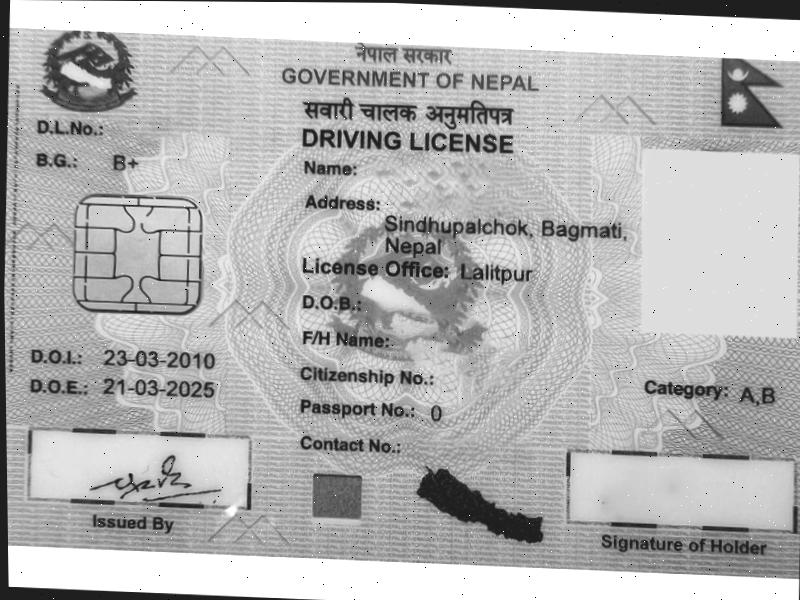 नेपाल सरकार
GOVERNMENT OF NEPAL
सवारी चालक अनुमतिपत्र
DRIVING LICENSE
D.L.No.:
B.G.: B+
Name:
Address: Sindhupalchok, Bagmati,
Nepal
License Office: Lalitpur
D.O.B.:
F/H Name:
D.O.I.: 23-03-2010
D.O.E.: 21-03-2025
Citizenship No.:
Category: A,B
Passport No.: 0
Contact No.:
Issued By
Signature of Holder